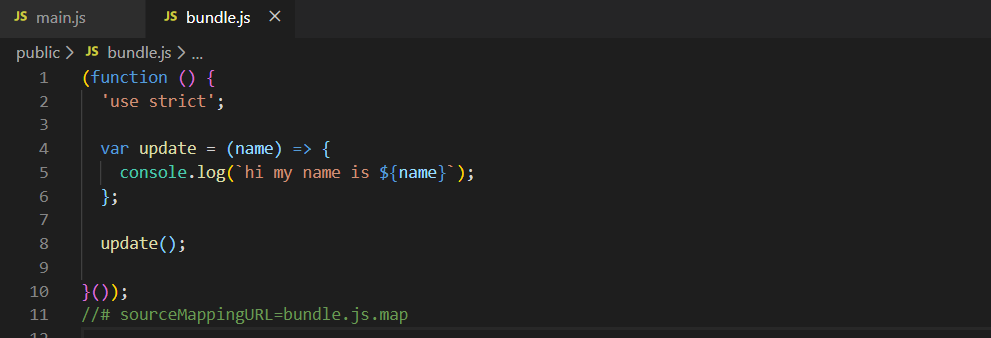 JS main.js JS bundle.js ×
public > JS bundle.js > ...
1 (function () {
2   'use strict';
3
4   var update = (name) => {
5     console.log(`hi my name is ${name}`);
6   };
7
8   update();
9
10 }());
11 //# sourceMappingURL=bundle.js.map
12